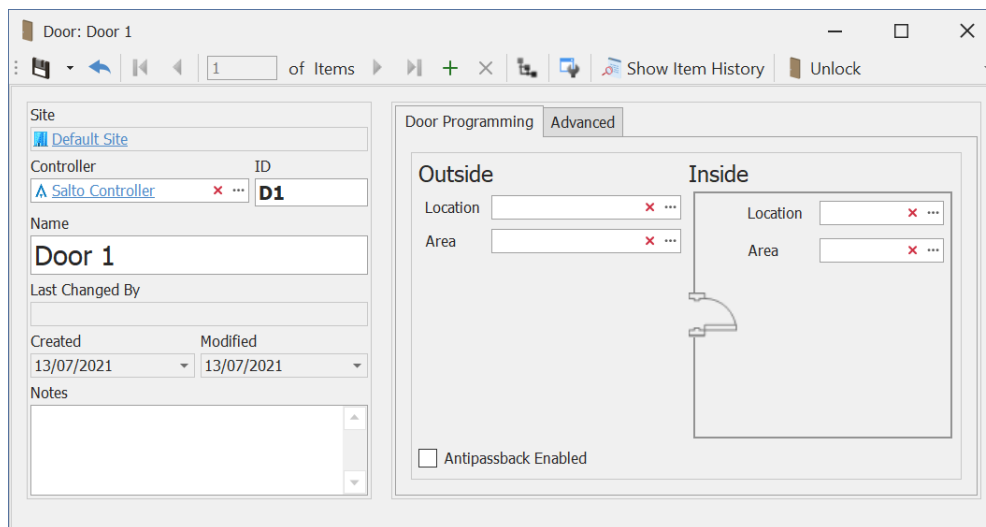 Door: Door 1
1 of Items Show Item History Unlock
Site
Default Site
Controller ID
Salto Controller D1
Name
Door 1
Last Changed By
Created Modified
13/07/2021 13/07/2021
Notes
Door Programming Advanced
Outside Inside
Location Location
Area Area
Antipassback Enabled